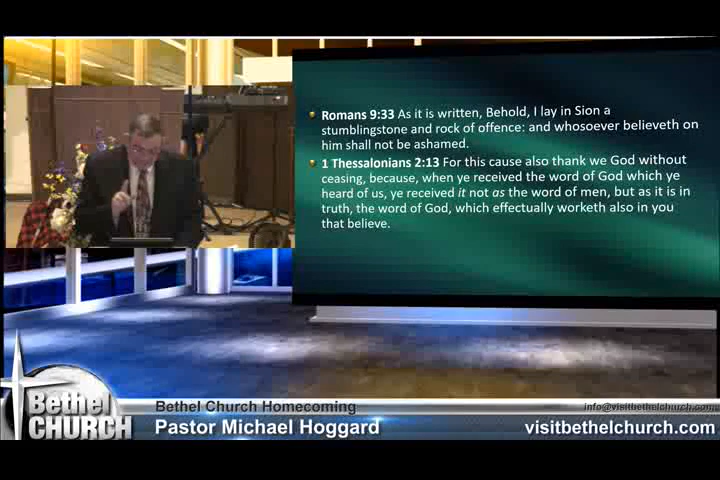 Romans 9:33 As it is written, Behold, I lay in Sion a
stumblingstone and rock of offence: and whosoever believeth on
him shall not be ashamed.
1 Thessalonians 2:13 For this cause also thank we God without
ceasing, because, when ye received the word of God which ye
heard of us, ye received it not as the word of men, but as it is in
truth, the word of God, which effectually worketh also in you
that believe.
Bethel
CHURCH
Bethel Church Homecoming
info@visitbethelchurch.com
Pastor Michael Hoggard
visitbethelchurch.com